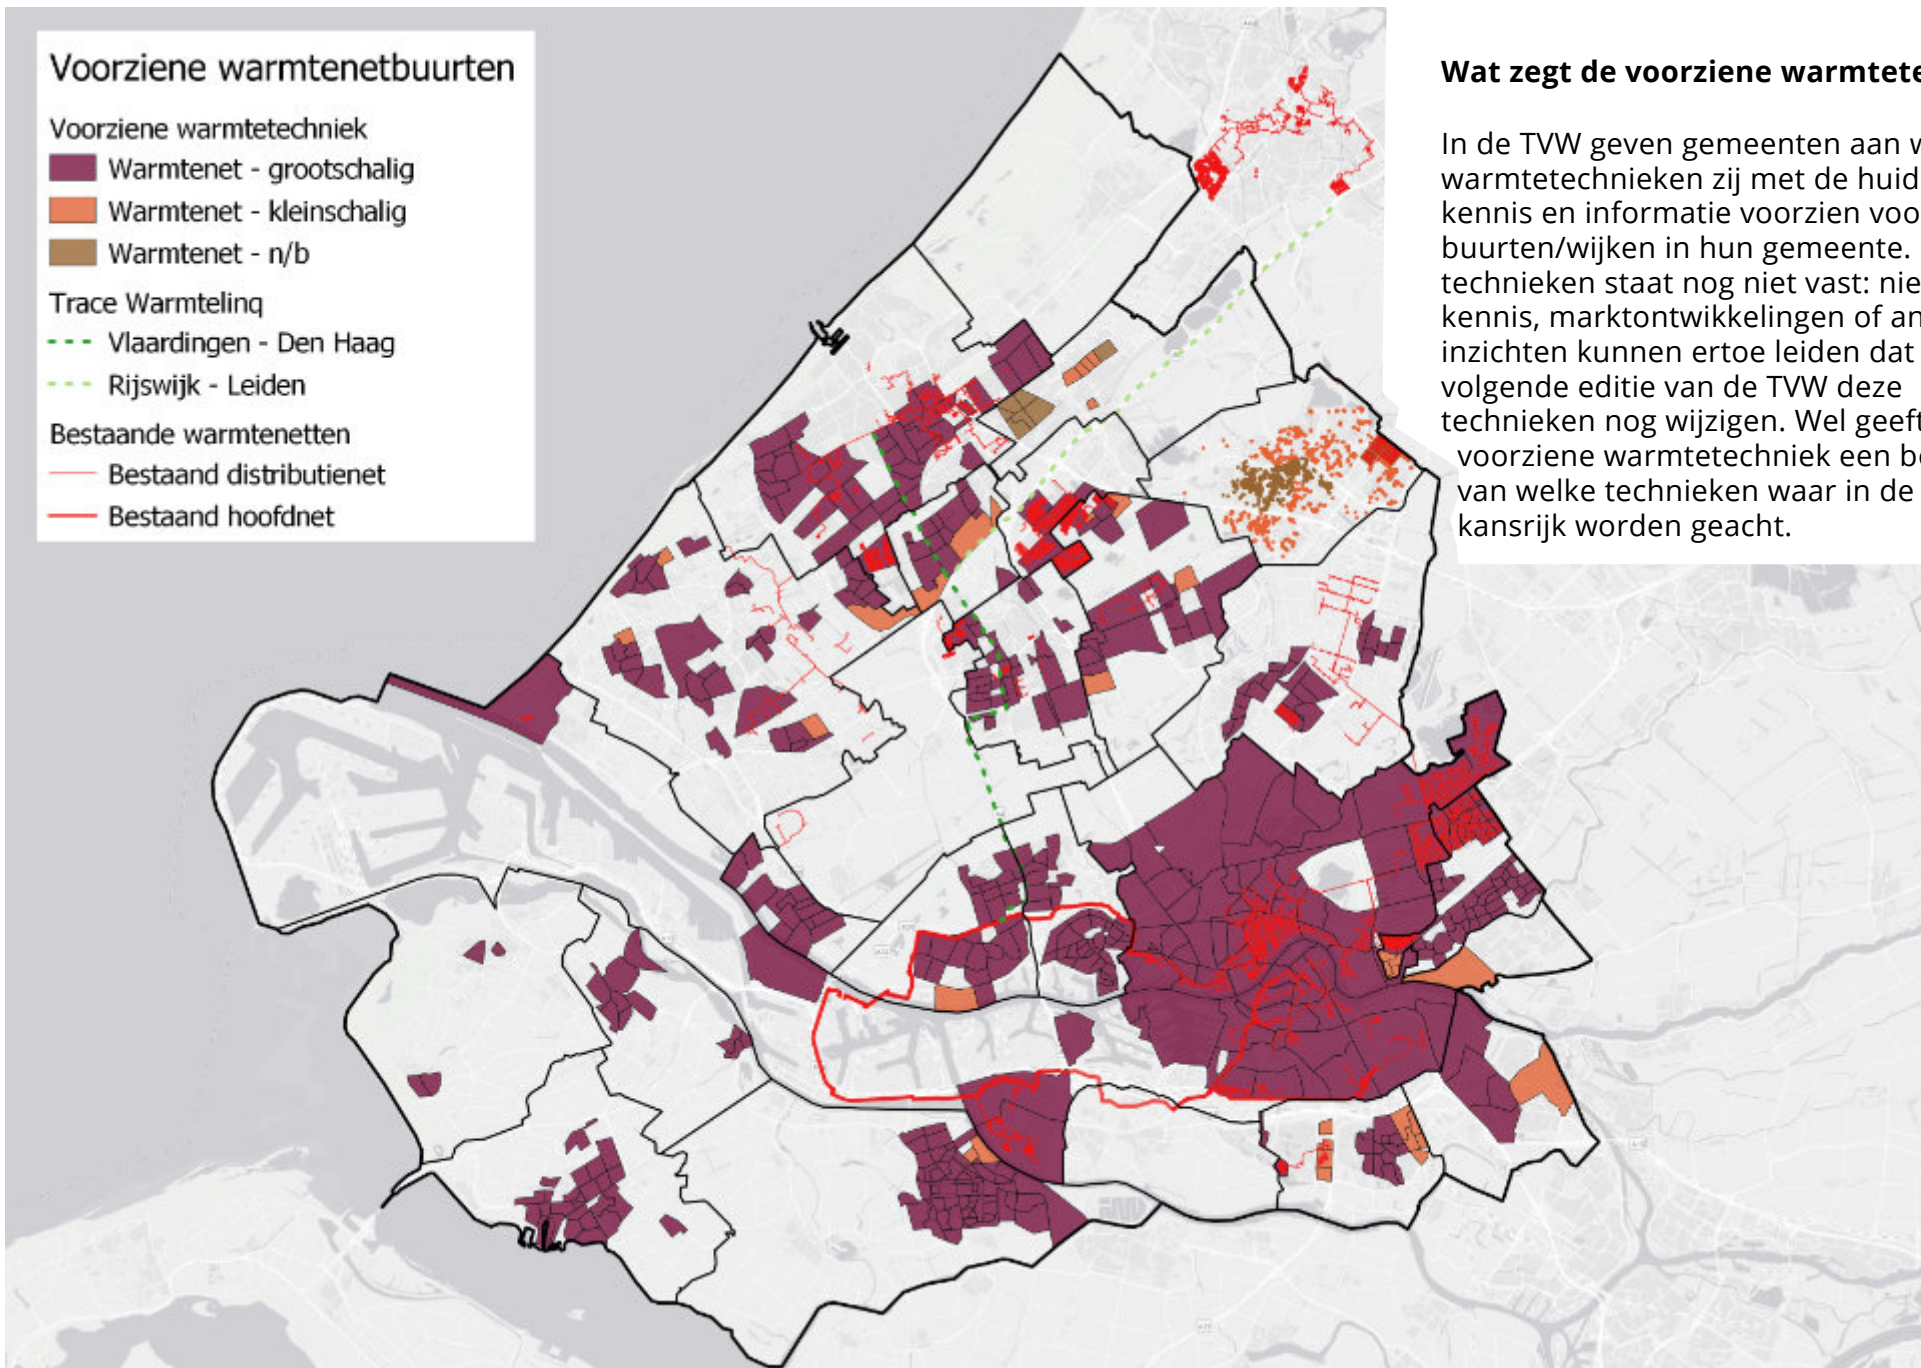 Voorziene warmtenetbuurten
Voorziene warmtetechniek
Warmtenet - grootschalig
Warmtenet - kleinschalig
Warmtenet - n/b
Trace Warmtelinq
Vlaardingen - Den Haag
Rijswijk - Leiden
Bestaande warmtenetten
Bestaand distributienet
Bestaand hoofdnet
Wat zegt de voorziene warmtete
In de TVW geven gemeenten aan w
warmtetechnieken zij met de huid
kennis en informatie voorzien voo
buurten/wijken in hun gemeente.
technieken staat nog niet vast: nie
kennis, marktontwikkelingen of an
inzichten kunnen ertoe leiden dat
volgende editie van de TVW deze
technieken nog wijzigen. Wel geeft
voorziene warmtetechniek een be
van welke technieken waar in de
kansrijk worden geacht.